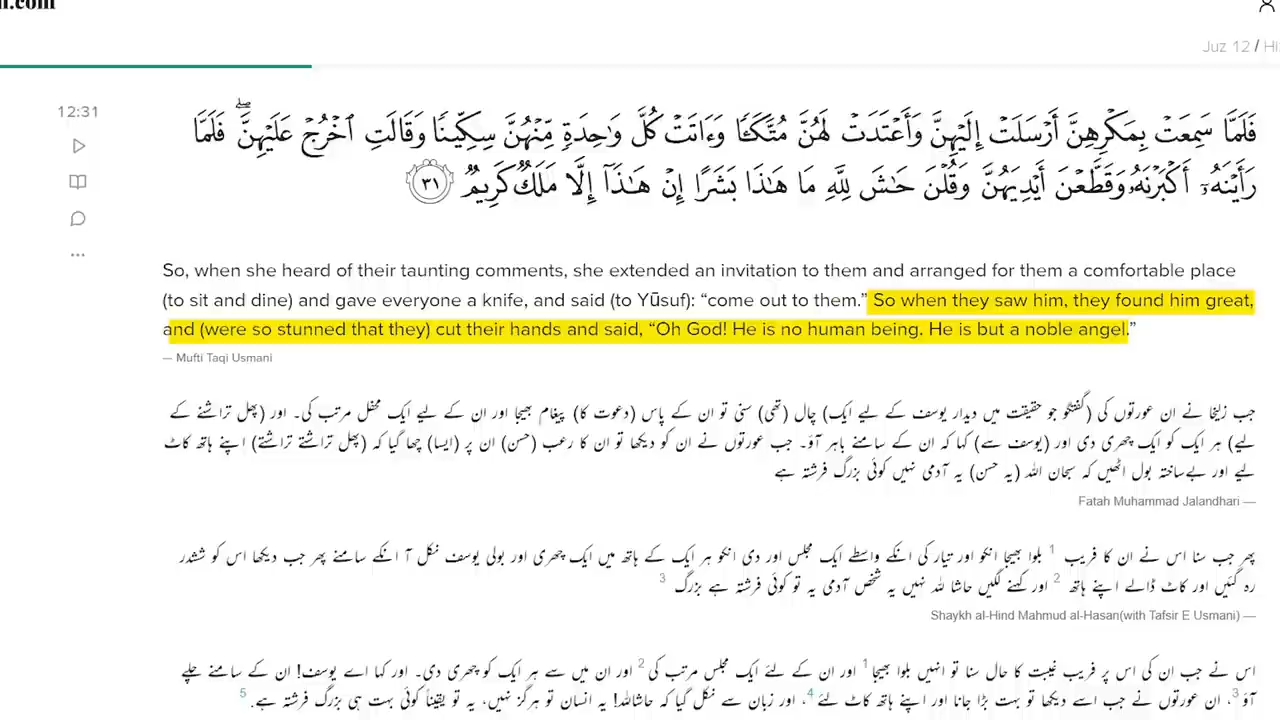 n.com
Juz 12 / Hi
12:31
فَلَمَّا سَمِعَتْ بِمَكْرِهِنَّ أَرْسَلَتْ إِلَيْهِنَّ وَأَعْتَدَتْ لَهُنَّ مُتَّكَـًٔا وَءَاتَتْ كُلَّ وَٰحِدَةٍ مِّنْهُنَّ سِكِّينًا وَقَالَتِ ٱخْرُجْ عَلَيْهِنَّ ۖ فَلَمَّا
رَأَيْنَهُۥٓ أَكْبَرْنَهُۥ وَقَطَّعْنَ أَيْدِيَهُنَّ وَقُلْنَ حَـٰشَ لِلَّهِ مَا هَـٰذَا بَشَرًا إِنْ هَـٰذَآ إِلَّا مَلَكٌ كَرِيمٌ ٣١
So, when she heard of their taunting comments, she extended an invitation to them and arranged for them a comfortable place
(to sit and dine) and gave everyone a knife, and said (to Yūsuf): “come out to them.” So when they saw him, they found him great,
and (were so stunned that they) cut their hands and said, “Oh God! He is no human being. He is but a noble angel.”
— Mufti Taqi Usmani
جب زلیخا نے ان عورتوں کی (گفتگو جو حقیقت میں دیدار یوسف کے لیے ایک) چال (تھی) سنی تو ان کے پاس (دعوت کا) پیغام بھیجا اور ان کے لیے ایک محفل مرتب کی۔ اور (پھل تراشنے کے
لیے) ہر ایک کو ایک چھری دی اور (یوسف سے) کہا کہ ان کے سامنے باہر آؤ۔ جب عورتوں نے ان کو دیکھا تو ان کا رعب (حسن) ان پر (ایسا) چھا گیا کہ (پھل تراشتے تراشتے) اپنے ہاتھ کاٹ
لیے اور بےساختہ بول اٹھیں کہ سبحان الله (یہ حسن) یہ آدمی نہیں کوئی بزرگ فرشتہ ہے
Fatah Muhammad Jalandhari —
پھر جب سنا اس نے ان کا فریب 1 بلوا بھیجا انکو اور تیار کی انکے واسطے ایک مجلس اور دی انکو ہر ایک کے ہاتھ میں ایک چھری اور بولی یوسف نکل آ انکے سامنے پھر جب دیکھا اس کو ششدر
رہ گئیں اور کاٹ ڈالے اپنے ہاتھ 2 اور کہنے لگیں حاشا للہ نہیں یہ شخص آدمی یہ تو کوئی فرشتہ ہے بزرگ 3
Shaykh al-Hind Mahmud al-Hasan(with Tafsir E Usmani) —
اس نے جب ان کی اس پر فریب غیبت کا حال سنا تو انہیں بلوا بھیجا1 اور ان کے لئے ایک مجلس مرتب کی2 اور ان میں سے ہر ایک کو چھری دی۔ اور کہا اے یوسف! ان کے سامنے چلے
آؤ3، ان عورتوں نے جب اسے دیکھا تو بہت بڑا جانا اور اپنے ہاتھ کاٹ لئے4، اور زبان سے نکل گیا کہ حاشاللہ! یہ انسان تو ہرگز نہیں، یہ تو یقیناً کوئی بہت ہی بزرگ فرشتہ ہے۔5